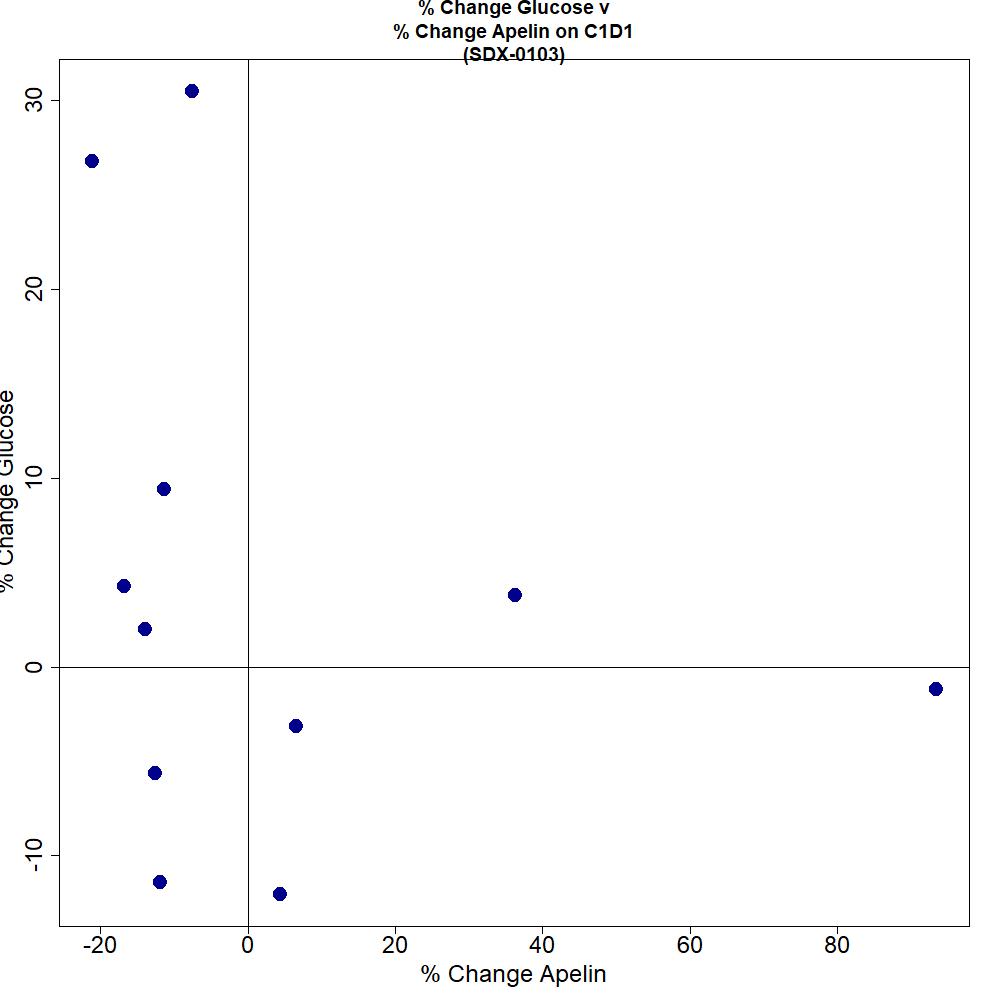 % Change Glucose v
% Change Apelin on C1D1
(SDX-0103)
% Change Glucose
30
20
10
0
-10
-20
0
20
40
60
80
% Change Apelin